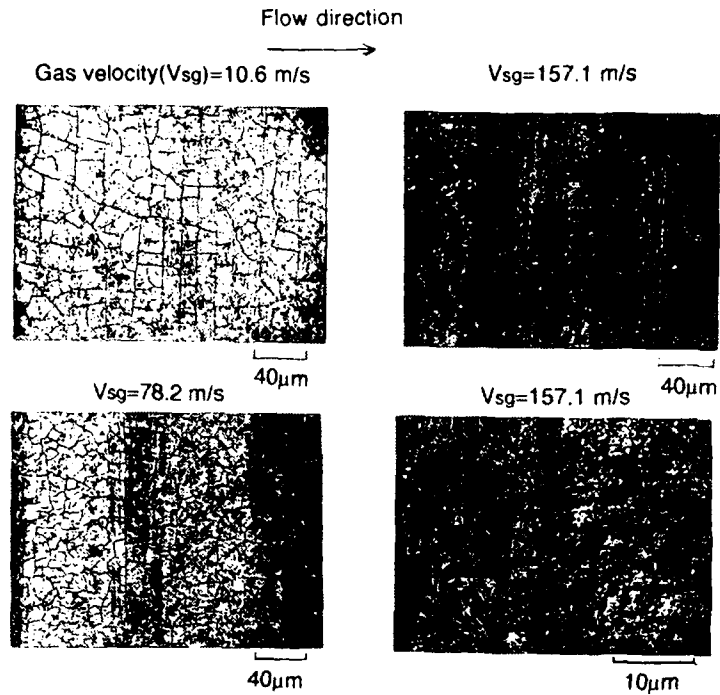 Flow direction
Gas velocity(Vsg)=10.6 m/s
Vsg=157.1 m/s
40µm
40µm
Vsg=78.2 m/s
Vsg=157.1 m/s
40µm
10µm